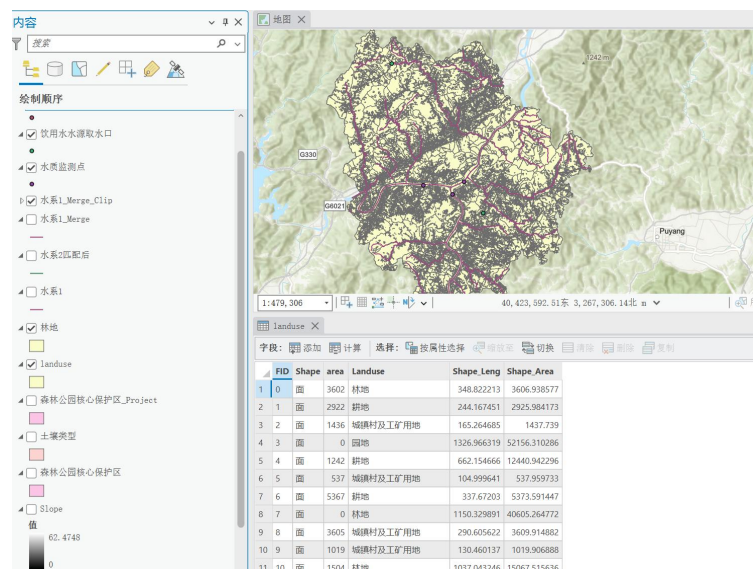 内容
地图
搜索
1242m
绘制顺序
饮用水水源取水口
G330
水质监测点
水系1_Merge_Clip
G6021
水系1_Merge
Puyang
水系2匹配后
水系1
1:479,306
40,423,592.51东 3,267,306.14北 m
林地
landuse
字段: 添加 计算 选择: 按属性选择 缩放至 切换 清除 删除 复制
landuse
森林公园核心保护区_Project
土壤类型
森林公园核心保护区
Slope
值
62.4748
0
FID Shape area Landuse Shape_Leng Shape_Area
1 0 面 3602 林地 348.822213 3606.938577
2 1 面 2922 耕地 244.167451 2925.984173
3 2 面 1436 城镇村及工矿用地 165.264685 1437.739
4 3 面 0 园地 1326.966319 52156.310286
5 4 面 1242 耕地 662.154666 12440.942296
6 5 面 537 城镇村及工矿用地 104.999641 537.959733
7 6 面 5367 耕地 337.67203 5373.591447
8 7 面 0 林地 1150.329891 40605.264772
9 8 面 3605 城镇村及工矿用地 290.605622 3609.914882
10 9 面 1019 城镇村及工矿用地 130.460137 1019.906888
11 10 面 1504 林地 1037.043246 15067.515636